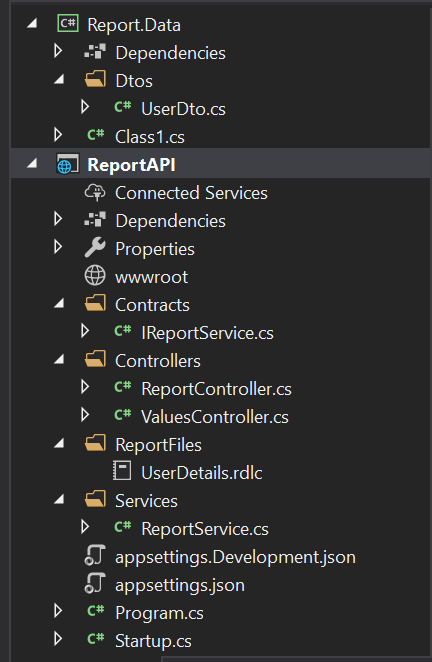 C# Report.Data
Dependencies
Dtos
C# UserDto.cs
C# Class1.cs
ReportAPI
Connected Services
Dependencies
Properties
wwwroot
Contracts
C# IReportService.cs
Controllers
C# ReportController.cs
C# ValuesController.cs
ReportFiles
UserDetails.rdlc
Services
C# ReportService.cs
appsettings.Development.json
appsettings.json
C# Program.cs
C# Startup.cs